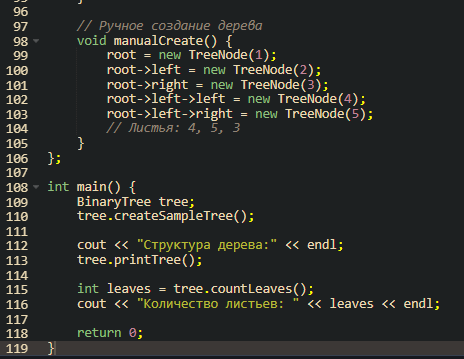 95 }
96
97 // Ручное создание дерева
98 void manualCreate() {
99 root = new TreeNode(1);
100 root->left = new TreeNode(2);
101 root->right = new TreeNode(3);
102 root->left->left = new TreeNode(4);
103 root->left->right = new TreeNode(5);
104 // Листья: 4, 5, 3
105 }
106 };
107
108 int main() {
109 BinaryTree tree;
110 tree.createSampleTree();
111
112 cout << "Структура дерева:" << endl;
113 tree.printTree();
114
115 int leaves = tree.countLeaves();
116 cout << "Количество листьев: " << leaves << endl;
117
118 return 0;
119 }